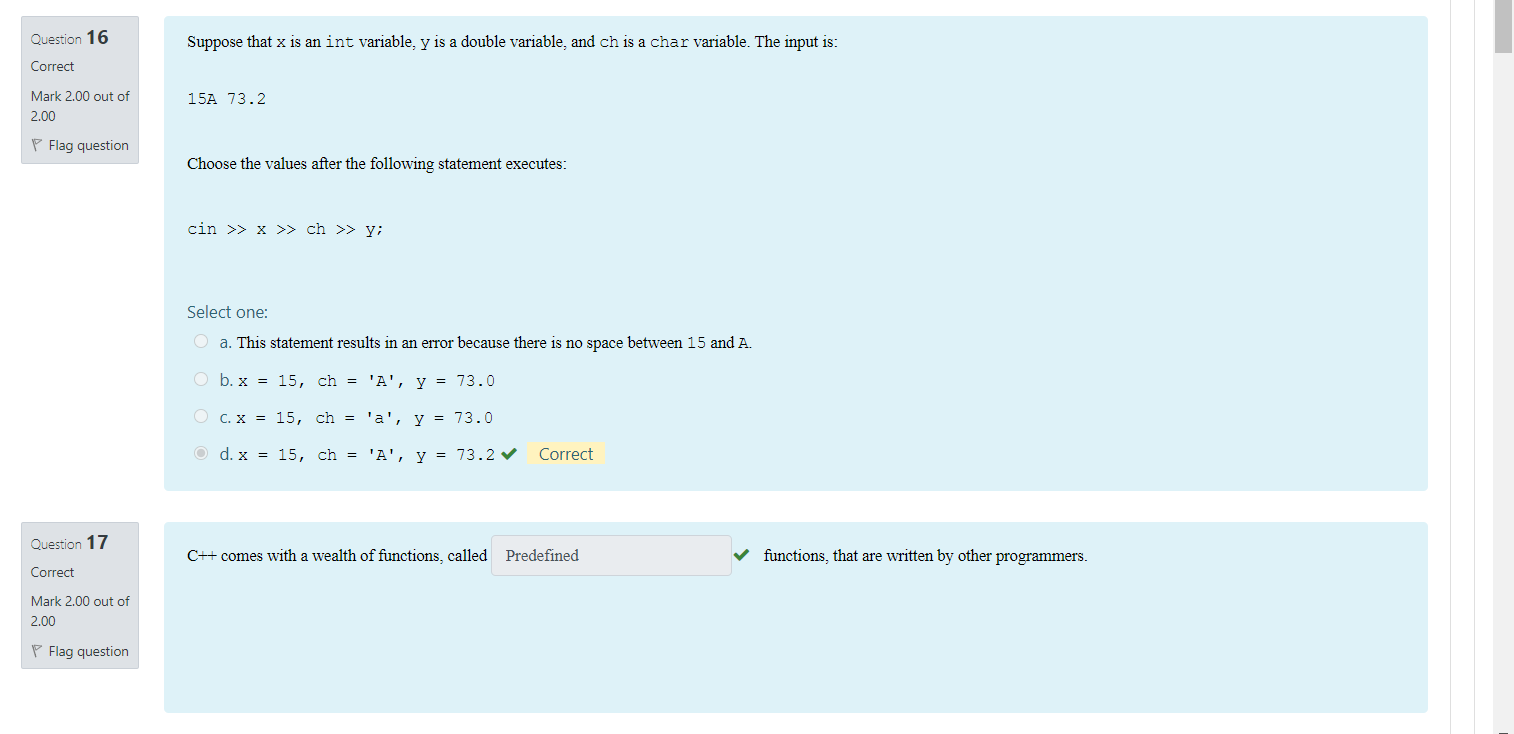 Question 16
Correct
Mark 2.00 out of
2.00
Flag question
Suppose that x is an int variable, y is a double variable, and ch is a char variable. The input is:
15A 73.2
Choose the values after the following statement executes:
cin >> x >> ch >> y;
Select one:
a. This statement results in an error because there is no space between 15 and A.
b. x = 15, ch = 'A', y = 73.0
c. x = 15, ch = 'a', y = 73.0
d. x = 15, ch = 'A', y = 73.2 Correct
Question 17
Correct
Mark 2.00 out of
2.00
Flag question
C++ comes with a wealth of functions, called Predefined functions, that are written by other programmers.